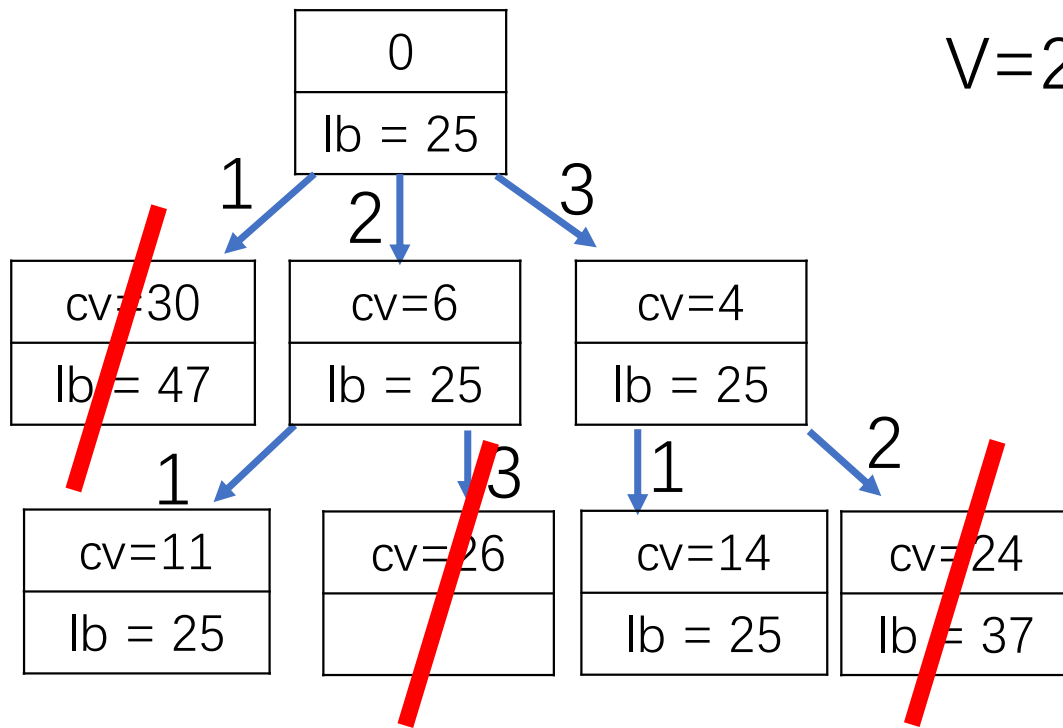 0
V=2
lb = 25
1
2
3
cv=30
cv=6
cv=4
lb = 47
lb = 25
lb = 25
1
3
1
2
cv=11
cv=26
cv=14
cv=24
lb = 25
lb = 25
lb = 37